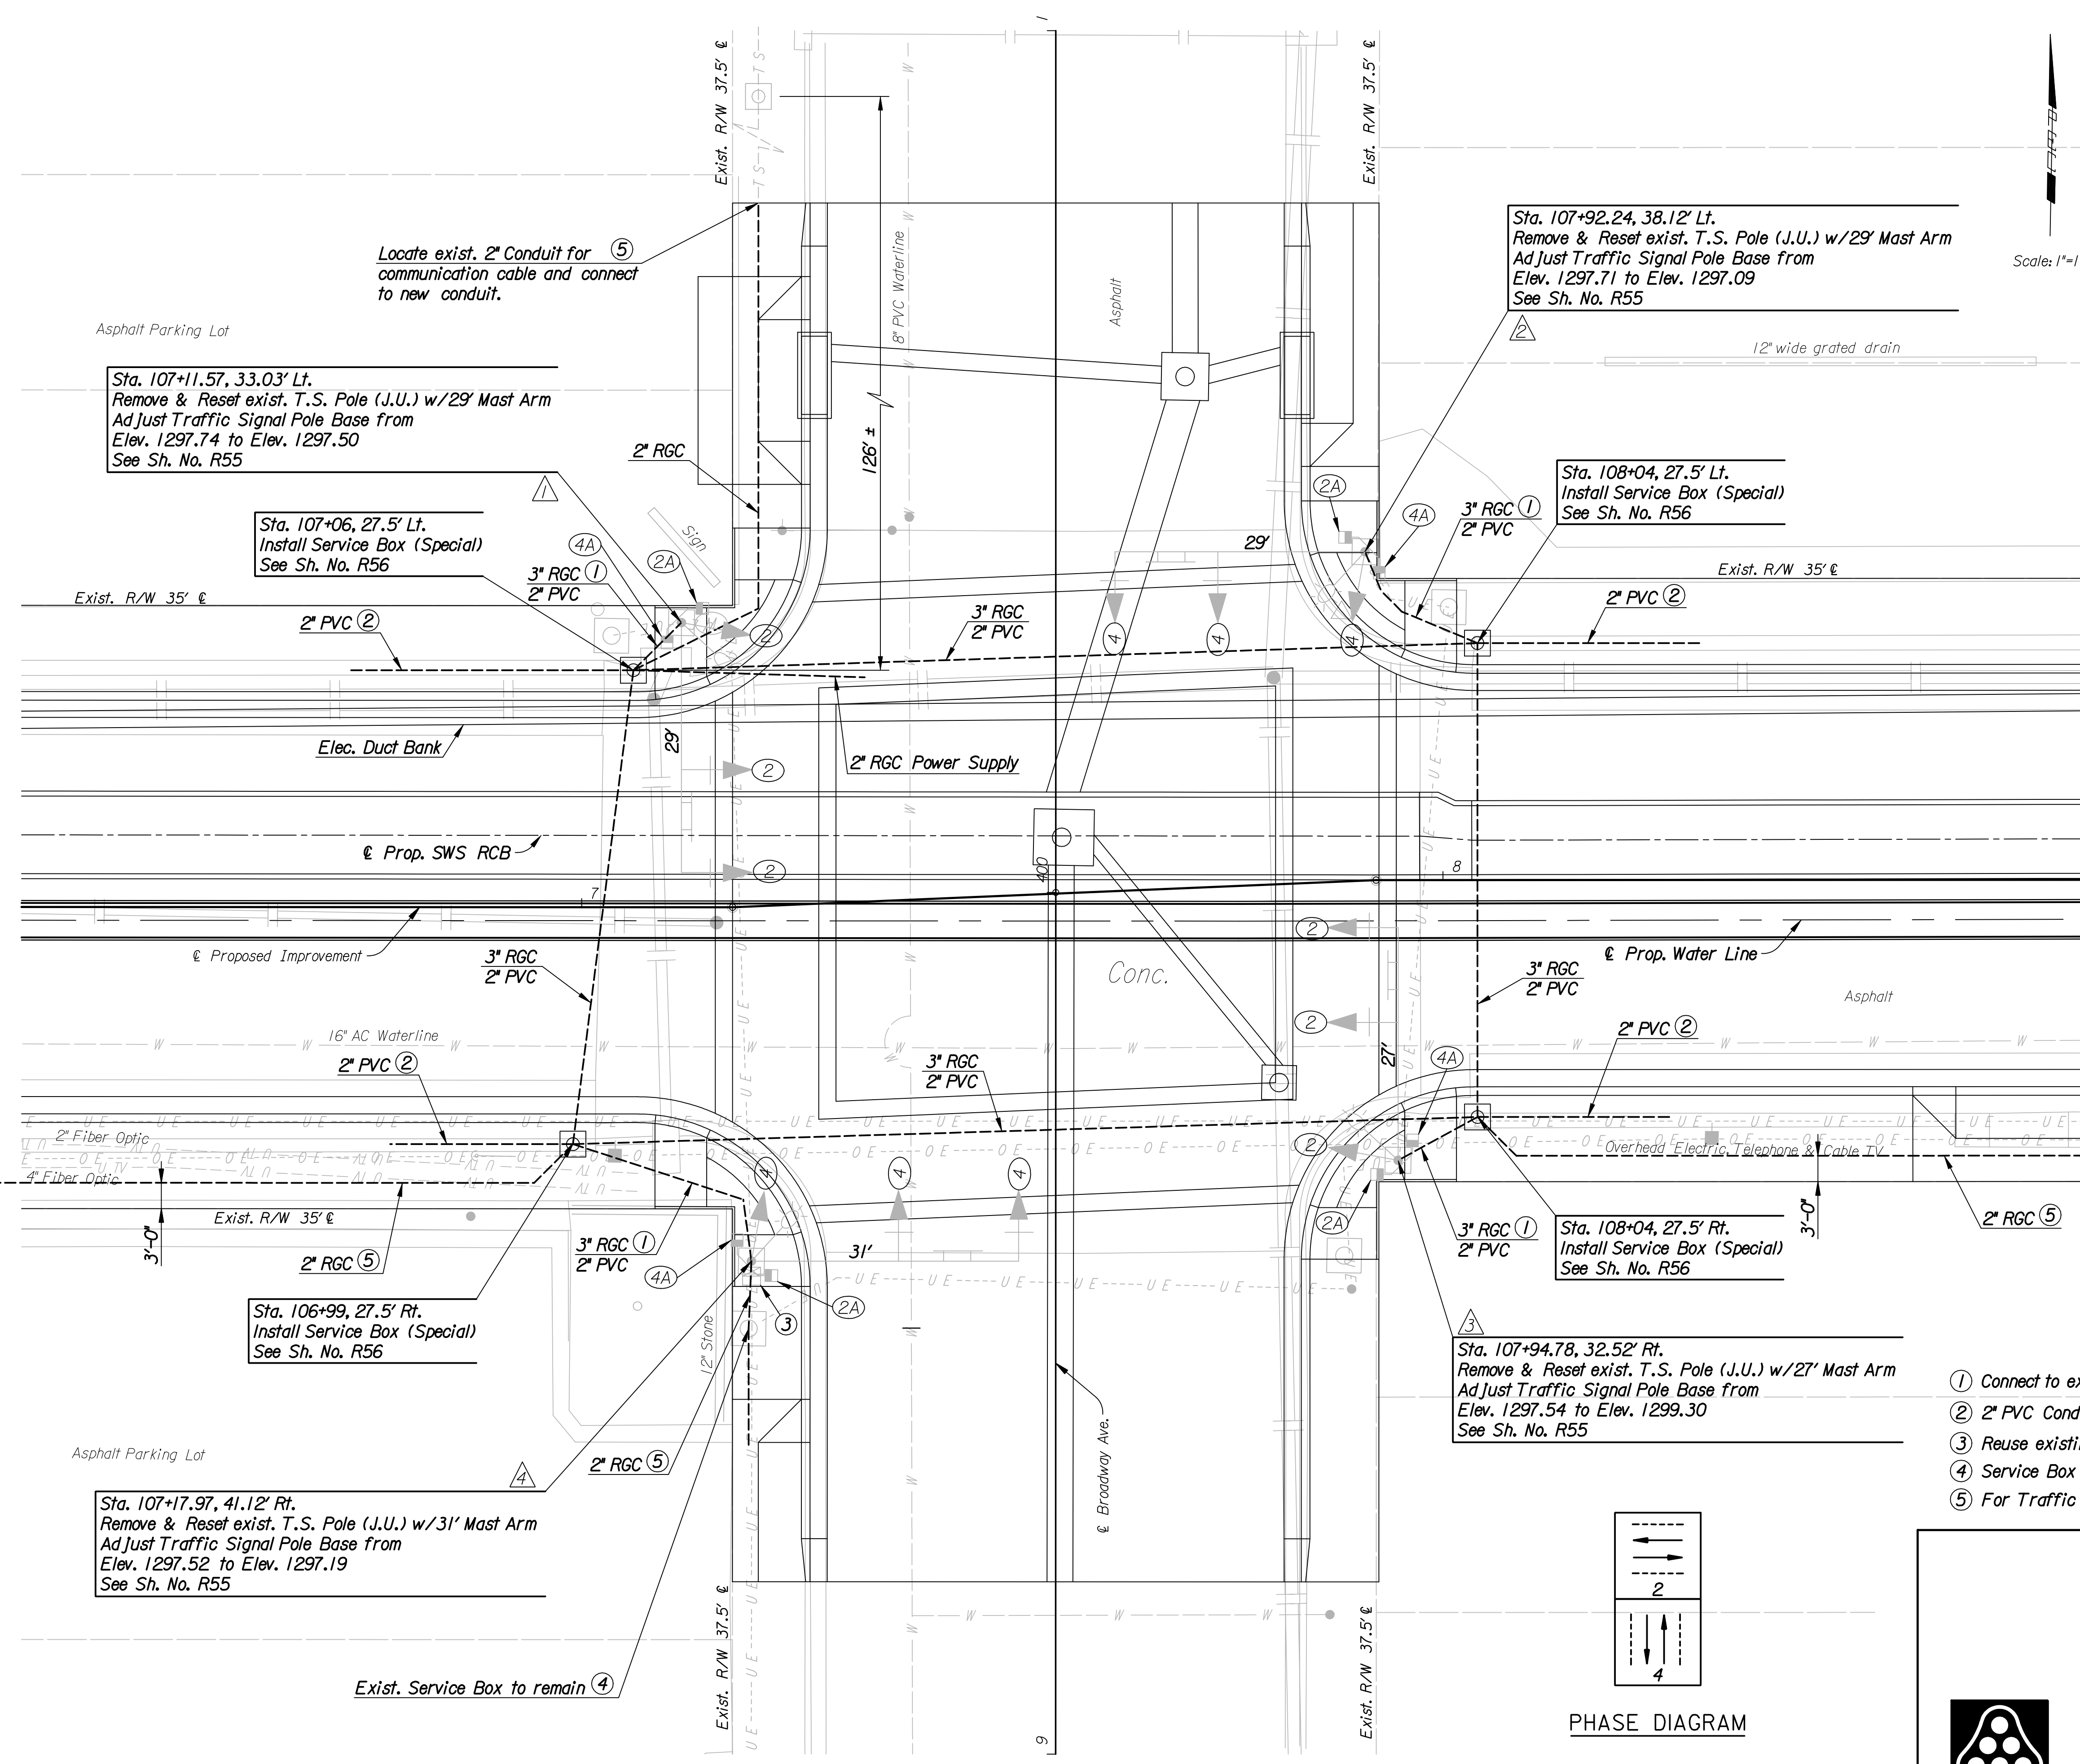 Exist. R/W 37.5' ℄
Exist. R/W 37.5' ℄
1
TS
TS
Scale: 1"=1
Locate exist. 2" Conduit for ⑤
communication cable and connect
to new conduit.
8" PVC Waterline
Asphalt
Sta. 107+92.24, 38.12' Lt.
Remove & Reset exist. T.S. Pole (J.U.) w/29' Mast Arm
Adjust Traffic Signal Pole Base from
Elev. 1297.71 to Elev. 1297.09
See Sh. No. R55
2
12" wide grated drain
Asphalt Parking Lot
Sta. 107+11.57, 33.03' Lt.
Remove & Reset exist. T.S. Pole (J.U.) w/29' Mast Arm
Adjust Traffic Signal Pole Base from
Elev. 1297.74 to Elev. 1297.50
See Sh. No. R55
1
2" RGC
126' ±
Sta. 107+06, 27.5' Lt.
Install Service Box (Special)
See Sh. No. R56
Sign
4A
2A
3" RGC ①
2" PVC
2A
4A
3" RGC ①
2" PVC
Sta. 108+04, 27.5' Lt.
Install Service Box (Special)
See Sh. No. R56
29'
Exist. R/W 35' ℄
2" PVC ②
2
3" RGC
2" PVC
4
4
4
Exist. R/W 35' ℄
2" PVC ②
Elec. Duct Bank
29'
2
2" RGC Power Supply
℄ Prop. SWS RCB
2
400
7
8
℄ Proposed Improvement
3" RGC
2" PVC
Conc.
2
2
3" RGC
2" PVC
℄ Prop. Water Line
Asphalt
16" AC Waterline
2" PVC ②
3" RGC
2" PVC
27'
4A
2" PVC ②
2" Fiber Optic
4" Fiber Optic
2
Overhead Electric, Telephone & Cable TV
Exist. R/W 35' ℄
3'-0"
2" RGC ⑤
3" RGC ①
2" PVC
4A
4
4
4
31'
2A
3
2A
3" RGC ①
2" PVC
Sta. 108+04, 27.5' Rt.
Install Service Box (Special)
See Sh. No. R56
3'-0"
2" RGC ⑤
Sta. 106+99, 27.5' Rt.
Install Service Box (Special)
See Sh. No. R56
12" Stone
3
Sta. 107+94.78, 32.52' Rt.
Remove & Reset exist. T.S. Pole (J.U.) w/27' Mast Arm
Adjust Traffic Signal Pole Base from
Elev. 1297.54 to Elev. 1299.30
See Sh. No. R55
① Connect to ex
② 2" PVC Cond
③ Reuse existi
④ Service Box
⑤ For Traffic
Asphalt Parking Lot
2" RGC ⑤
℄ Broadway Ave.
4
Sta. 107+17.97, 41.12' Rt.
Remove & Reset exist. T.S. Pole (J.U.) w/31' Mast Arm
Adjust Traffic Signal Pole Base from
Elev. 1297.52 to Elev. 1297.19
See Sh. No. R55
Exist. Service Box to remain ④
Exist. R/W 37.5' ℄
Exist. R/W 37.5' ℄
9
2
4
PHASE DIAGRAM